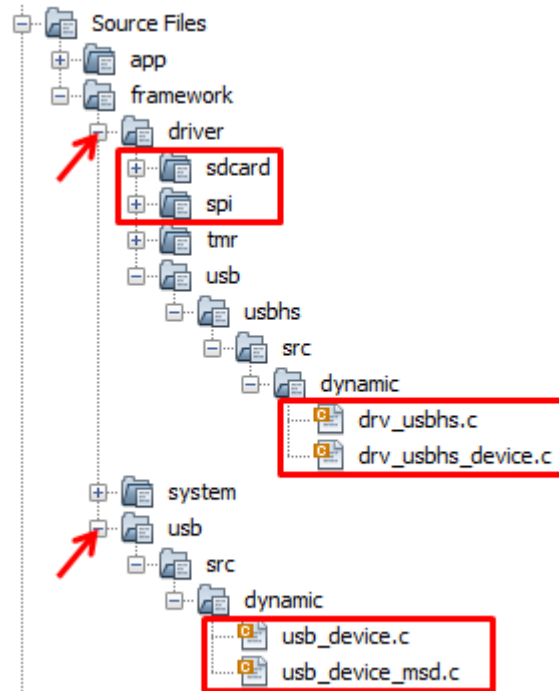 Source Files
app
framework
driver
sdcard
spi
tmr
usb
usbhs
src
dynamic
drv_usbhs.c
drv_usbhs_device.c
system
usb
src
dynamic
usb_device.c
usb_device_msd.c